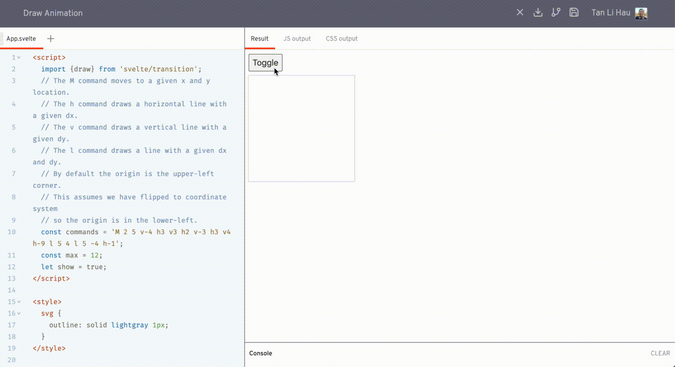 Draw Animation
Tan Li Hau
App.svelte
Result JS output CSS output
1 <script>
2 import {draw} from 'svelte/transition';
3 // The M command moves to a given x and y
location.
4 // The h command draws a horizontal line with
a given dx.
5 // The v command draws a vertical line with a
given dy.
6 // The l command draws a line with a given dx
and dy.
7 // By default the origin is the upper-left
corner.
8 // This assumes we have flipped to coordinate
system
9 // so the origin is in the lower-left.
10 const commands = 'M 2 5 v-4 h3 v3 h2 v-3 h3 v4
h-9 l 5 4 l 5 -4 h-1';
11 const max = 12;
12 let show = true;
13 </script>
14
15 <style>
16 svg {
17 outline: solid lightgray 1px;
18 }
19 </style>
20
Toggle
Console CLEAR